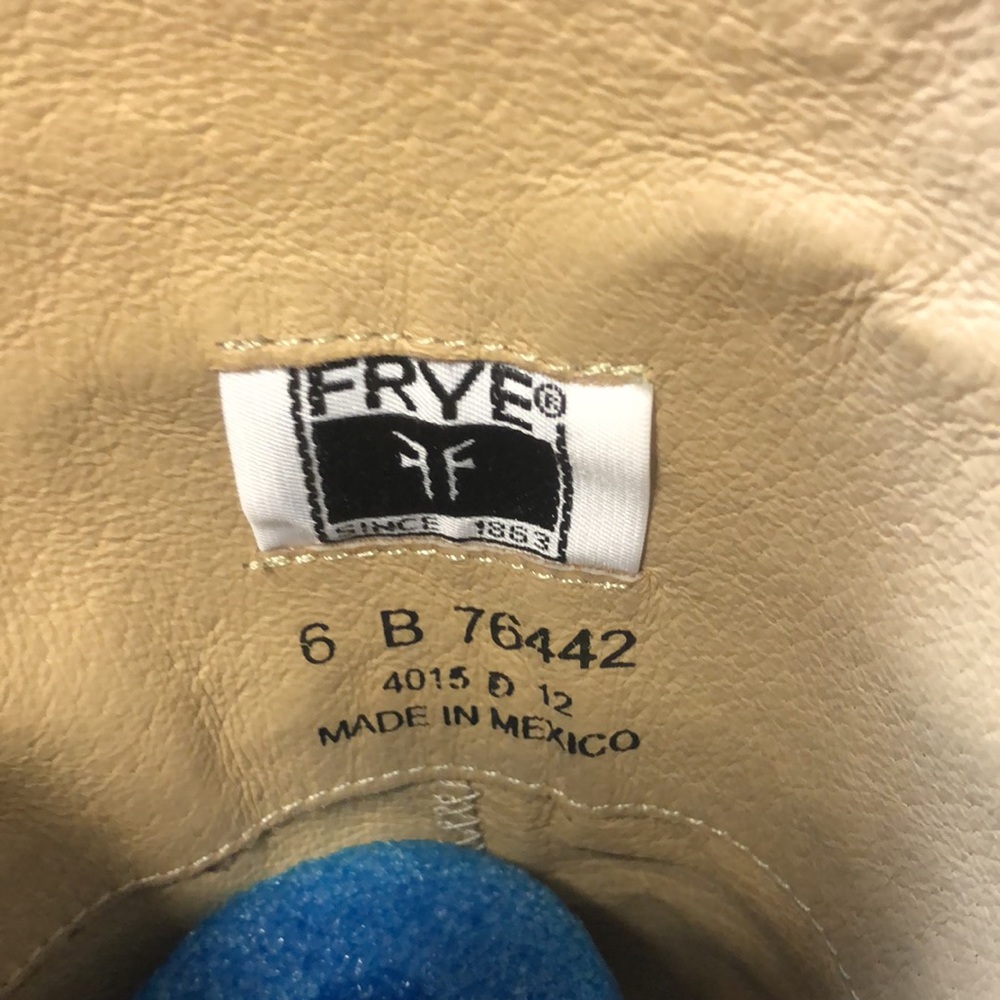 FRYE®
FF
SINCE 1863
6 B 76442
4015 D 12
MADE IN MEXICO